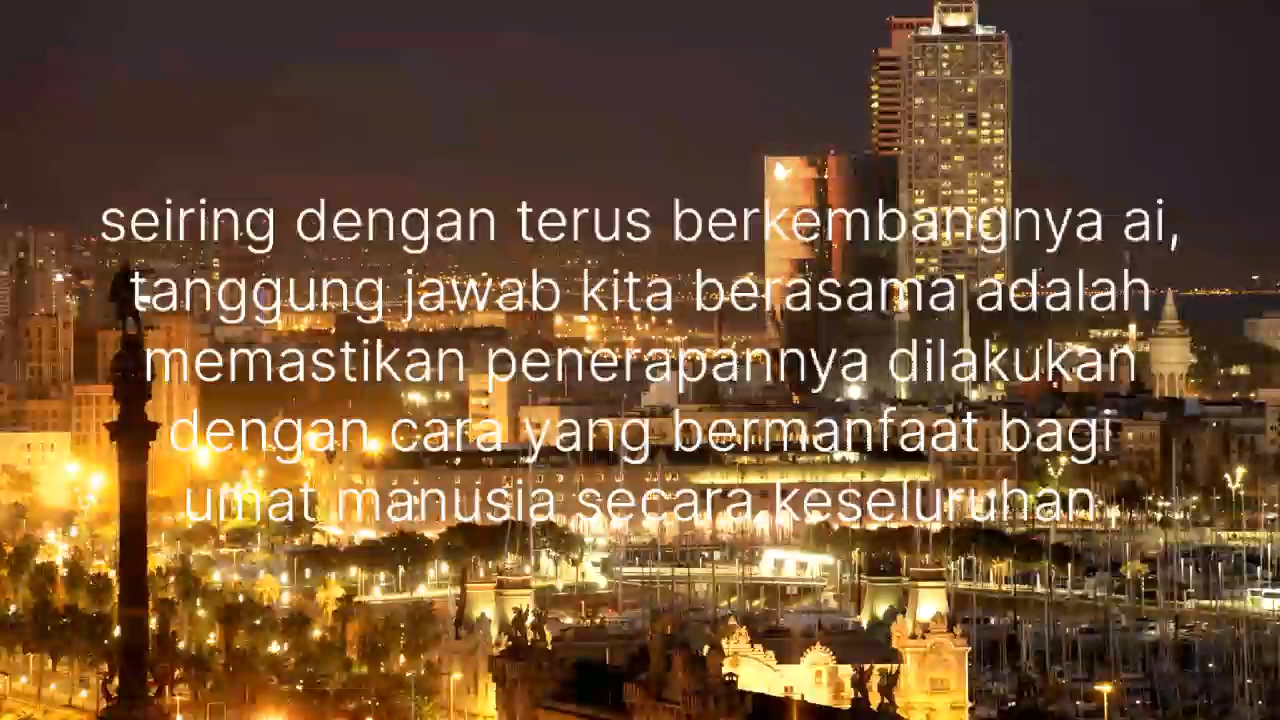 seiring dengan terus berkembangnya ai,
tanggung jawab kita berasama adalah
memastikan penerapannya dilakukan
dengan cara yang bermanfaat bagi
umat manusia secara keseluruhan